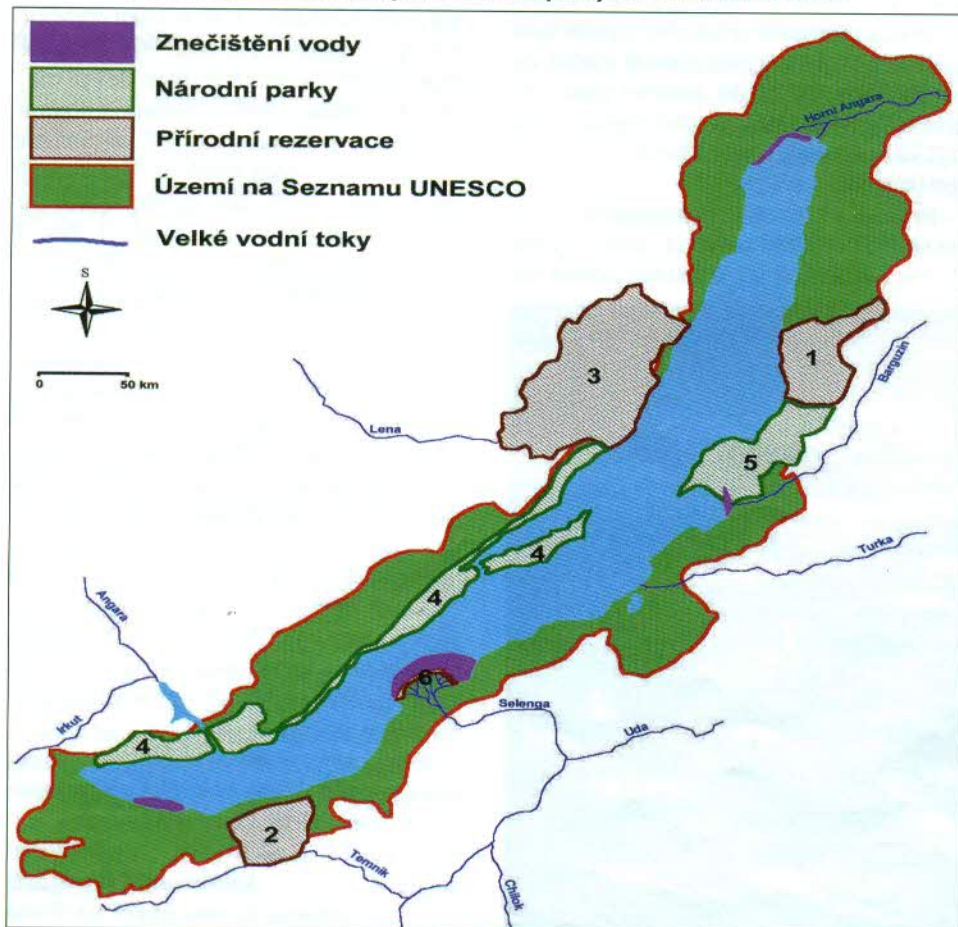 Znečištění vody
Národní parky
Přírodní rezervace
Území na Seznamu UNESCO
Velké vodní toky
S
0 50 km
Horní Angara
1
3
Barguzin
Lena
5
4
Turka
Angara
4
6
Selenga
Irkut
Uda
4
2
Temnik
Chilok